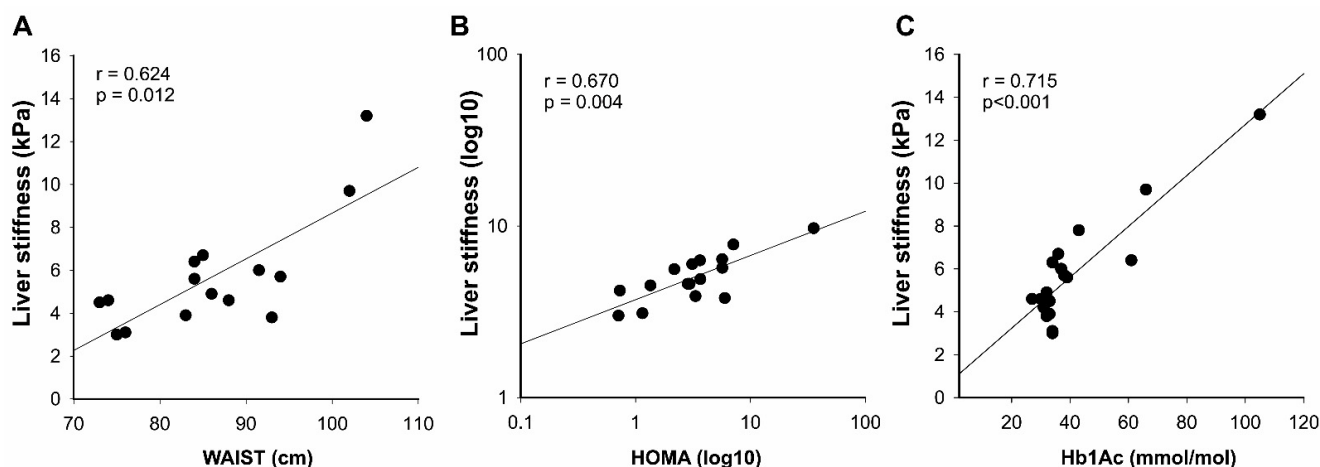 A
Liver stiffness (kPa)
16
14
12
10
8
6
4
2
0
r = 0.624
p = 0.012
70 80 90 100 110
WAIST (cm)
B
Liver stiffness (log10)
100
10
1
r = 0.670
p = 0.004
0.1 1 10 100
HOMA (log10)
C
Liver stiffness (kPa)
16
14
12
10
8
6
4
2
0
r = 0.715
p<0.001
20 40 60 80 100 120
Hb1Ac (mmol/mol)